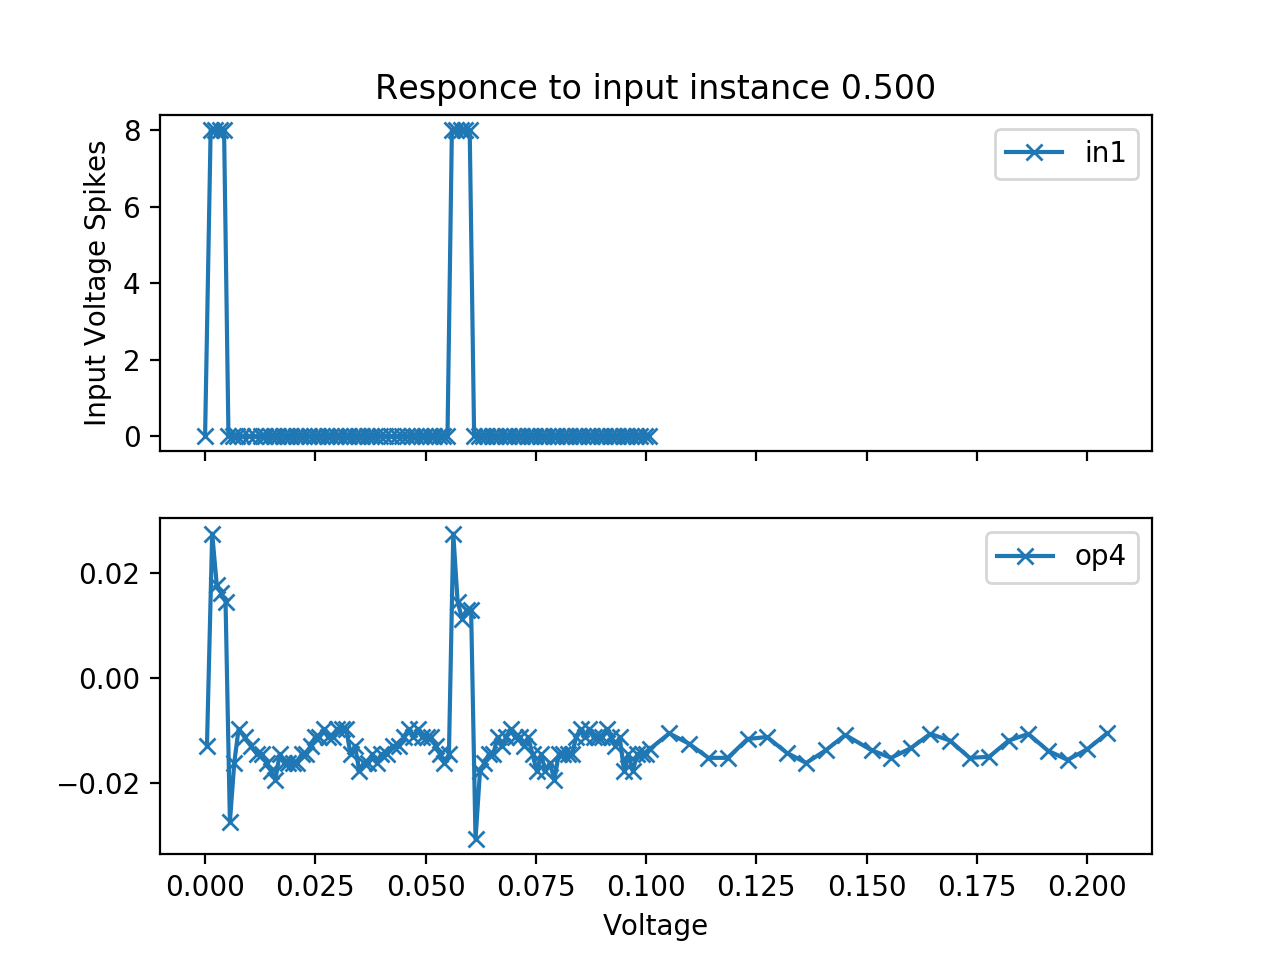 Responce to input instance 0.500
Input Voltage Spikes
8
6
4
2
0
in1
0.02
0.00
−0.02
op4
0.000 0.025 0.050 0.075 0.100 0.125 0.150 0.175 0.200
Voltage